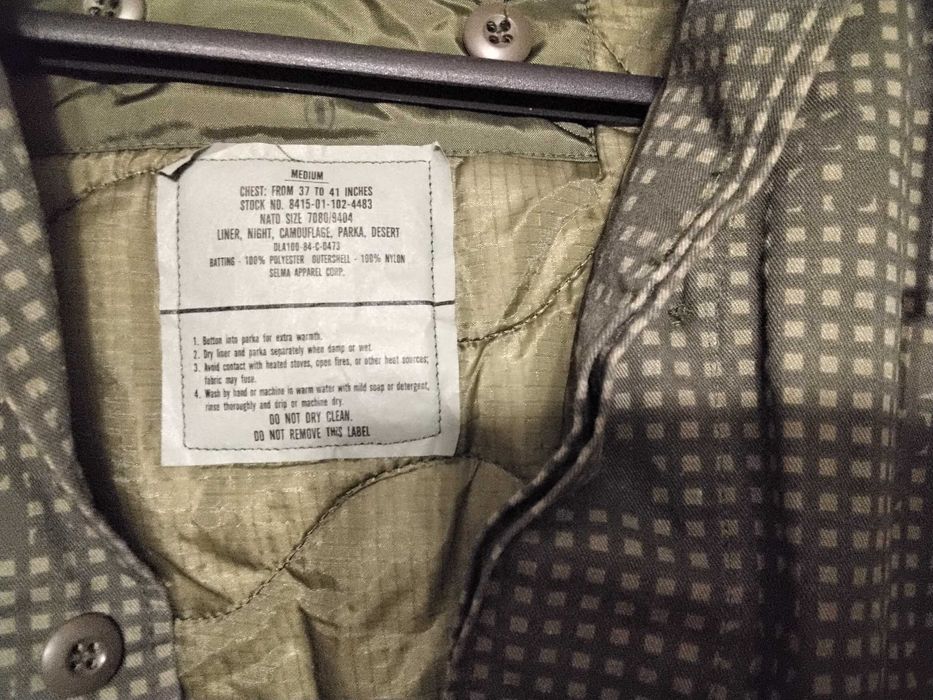 MEDIUM
CHEST: FROM 37 TO 41 INCHES
STOCK NO. 8415-01-102-4483
NATO SIZE 7080/9404
LINER, NIGHT, CAMOUFLAGE, PARKA, DESERT
DLA100-84-C-0473
BATTING - 100% POLYESTER OUTERSHELL - 100% NYLON
SELMA APPAREL CORP.
1. Button into parka for extra warmth.
2. Dry liner and parka separately when damp or wet.
3. Avoid contact with heated stoves, open fires, or other heat sources;
fabric may fuse.
4. Wash by hand or machine in warm water with mild soap or detergent,
rinse thoroughly and drip or machine dry.
DO NOT DRY CLEAN.
DO NOT REMOVE THIS LABEL